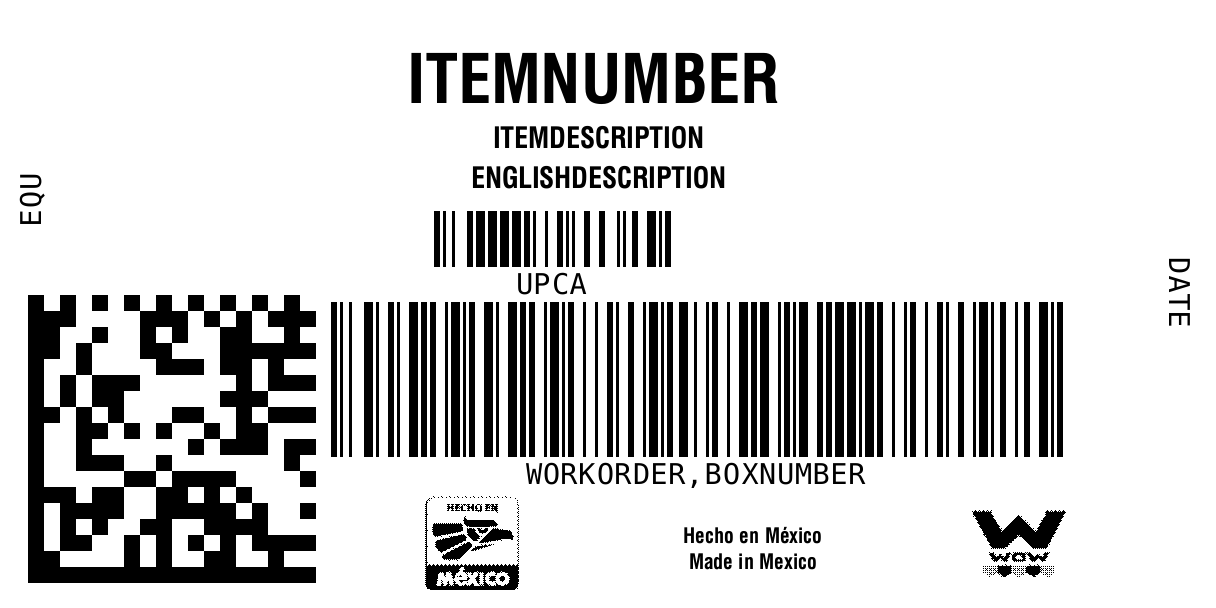 ITEMNUMBER
ITEMDESCRIPTION
ENGLISHDESCRIPTION
EQU
UPCA
DATE
WORKORDER,BOXNUMBER
HECHO EN
MÉXICO
Hecho en México
Made in Mexico
W
WOW